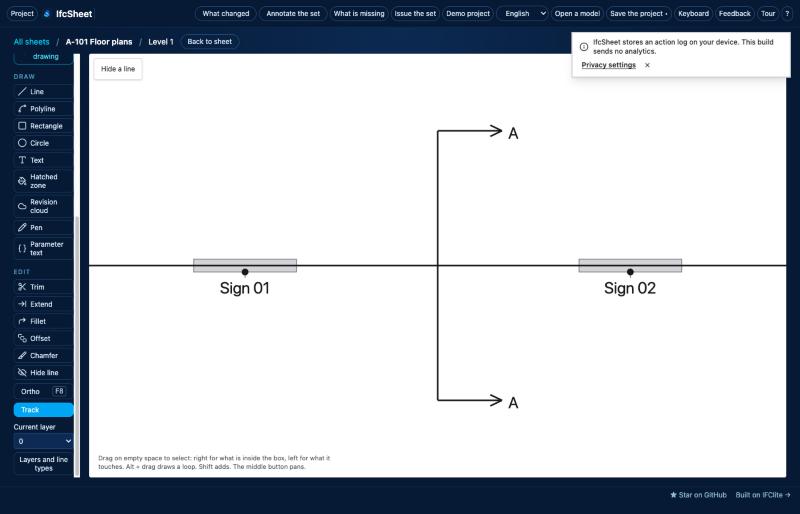 Project IfcSheet What changed Annotate the set What is missing Issue the set Demo project English Open a model Save the project Keyboard Feedback Tour ?
All sheets / A-101 Floor plans / Level 1 Back to sheet
IfcSheet stores an action log on your device. This build
sends no analytics.
Privacy settings ×
drawing
Hide a line
DRAW
Line
Polyline
Rectangle
Circle
Text
Hatched
zone
Revision
cloud
Pen
{ } Parameter
text
EDIT
Trim
Extend
Fillet
Offset
Chamfer
Hide line
Ortho F8
Track
Current layer
0
Layers and line
types
A
Sign 01
Sign 02
A
Drag on empty space to select: right for what is inside the box, left for what it
touches. Alt + drag draws a loop. Shift adds. The middle button pans.
★ Star on GitHub Built on IFClite →